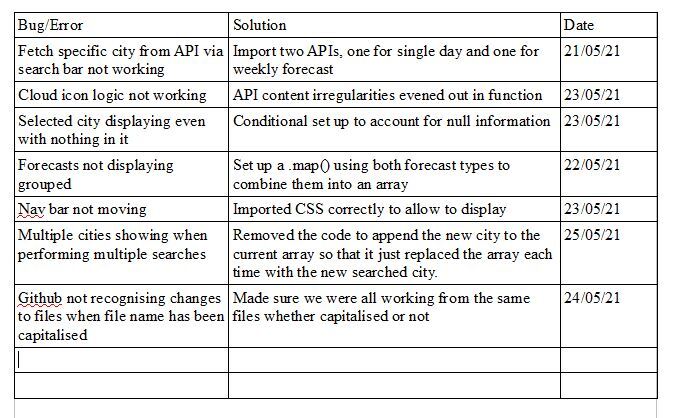 Bug/Error Solution Date
Fetch specific city from API via Import two APIs, one for single day and one for 21/05/21
search bar not working weekly forecast
Cloud icon logic not working API content irregularities evened out in function 23/05/21
Selected city displaying even Conditional set up to account for null information 23/05/21
with nothing in it
Forecasts not displaying Set up a .map() using both forecast types to 22/05/21
grouped combine them into an array
Nav bar not moving Imported CSS correctly to allow to display 23/05/21
Multiple cities showing when Removed the code to append the new city to the 25/05/21
performing multiple searches current array so that it just replaced the array each
time with the new searched city.
Github not recognising changes Made sure we were all working from the same 24/05/21
to files when file name has been files whether capitalised or not
capitalised